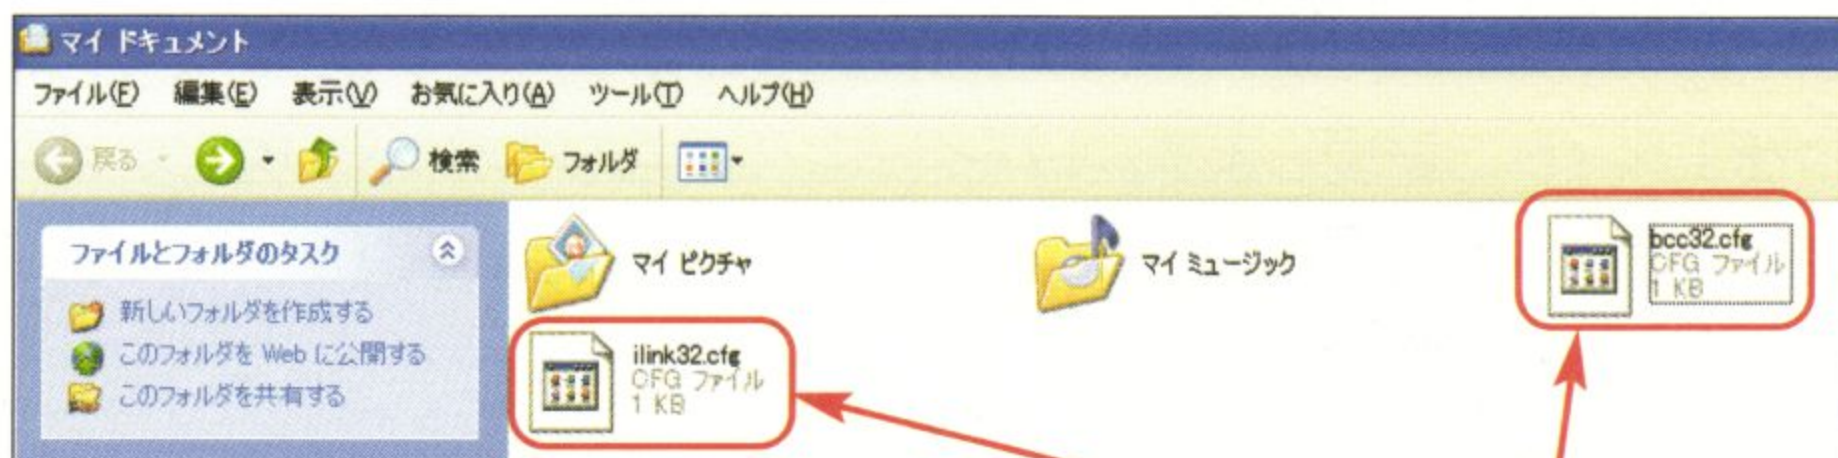 マイ ドキュメント
ファイル(F) 編集(E) 表示(V) お気に入り(A) ツール(T) ヘルプ(H)
戻る 検索 フォルダ
ファイルとフォルダのタスク
新しいフォルダを作成する
このフォルダを Web に公開する
このフォルダを共有する
マイ ピクチャ
マイ ミュージック
bcc32.cfg
CFG ファイル
1 KB
ilink32.cfg
CFG ファイル
1 KB